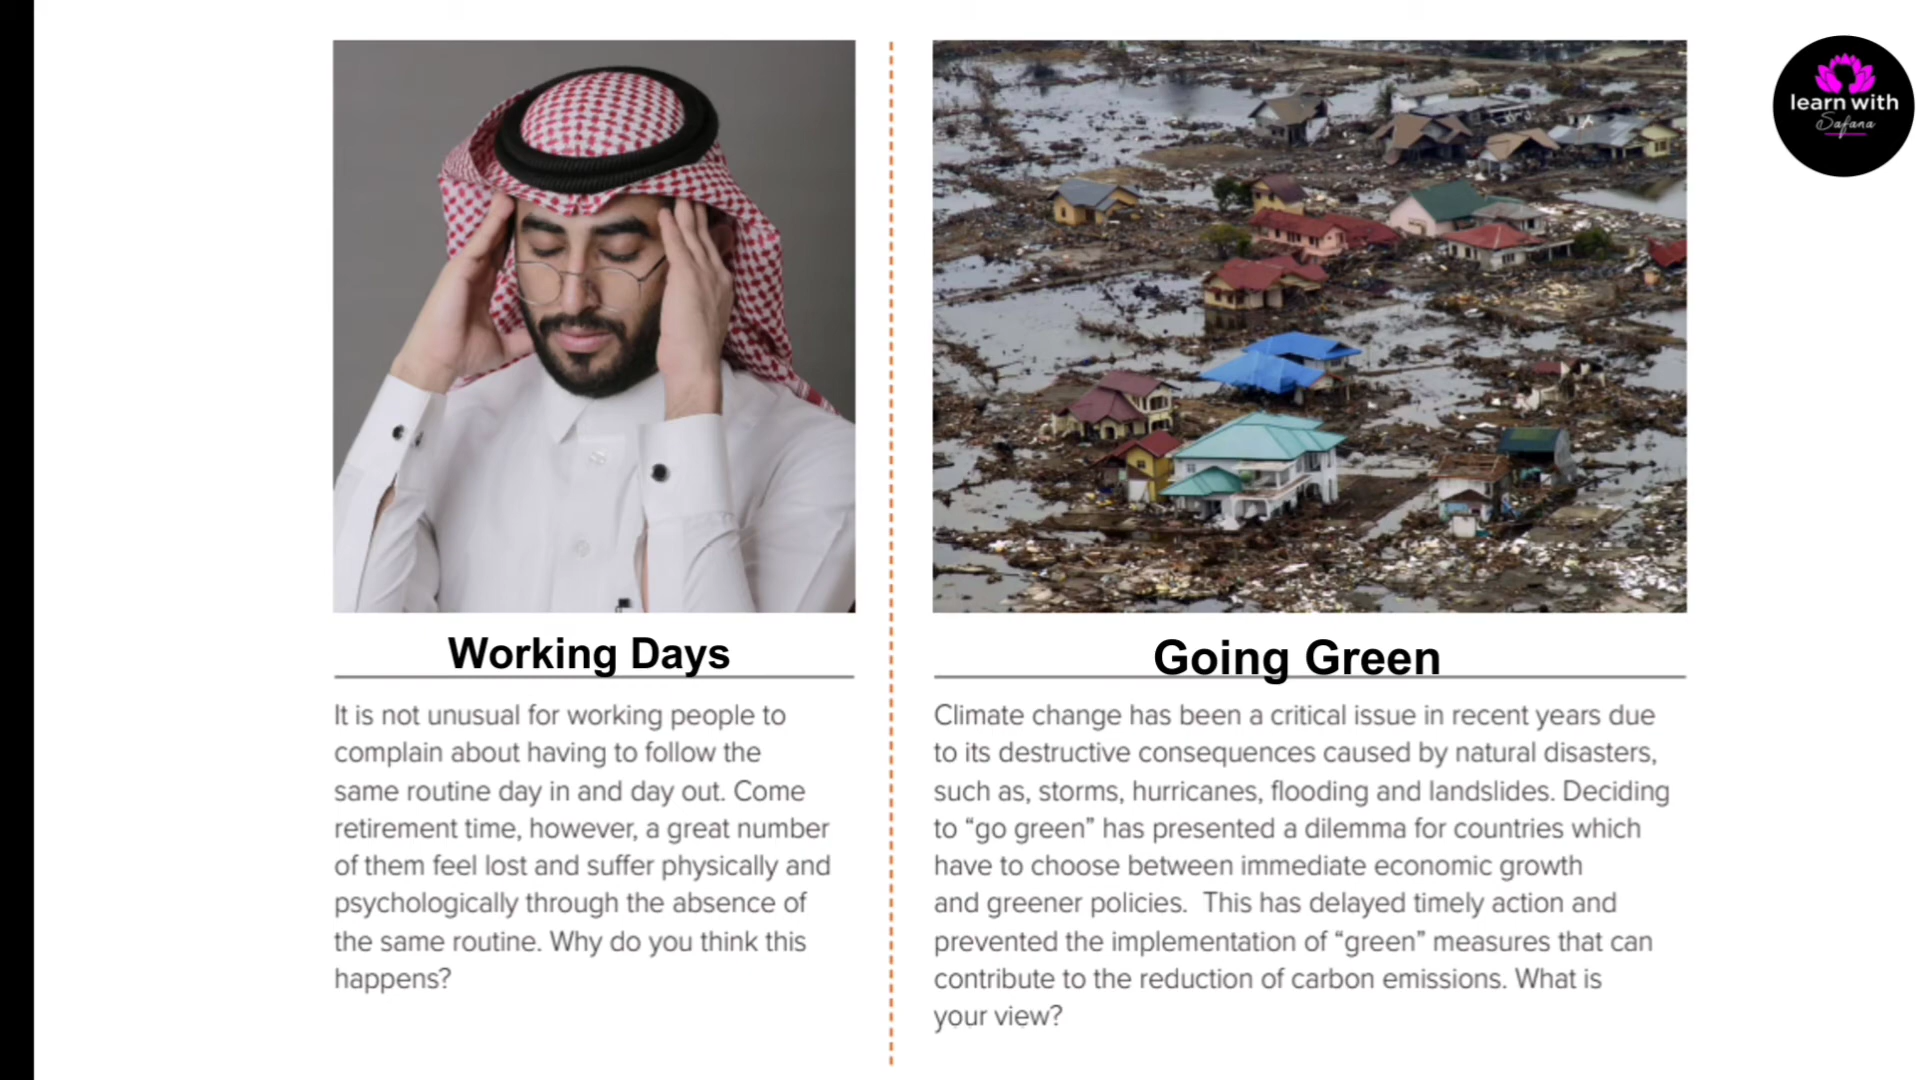 learn with
Safana
Working Days
It is not unusual for working people to
complain about having to follow the
same routine day in and day out. Come
retirement time, however, a great number
of them feel lost and suffer physically and
psychologically through the absence of
the same routine. Why do you think this
happens?
Going Green
Climate change has been a critical issue in recent years due
to its destructive consequences caused by natural disasters,
such as, storms, hurricanes, flooding and landslides. Deciding
to “go green” has presented a dilemma for countries which
have to choose between immediate economic growth
and greener policies.  This has delayed timely action and
prevented the implementation of “green” measures that can
contribute to the reduction of carbon emissions. What is
your view?